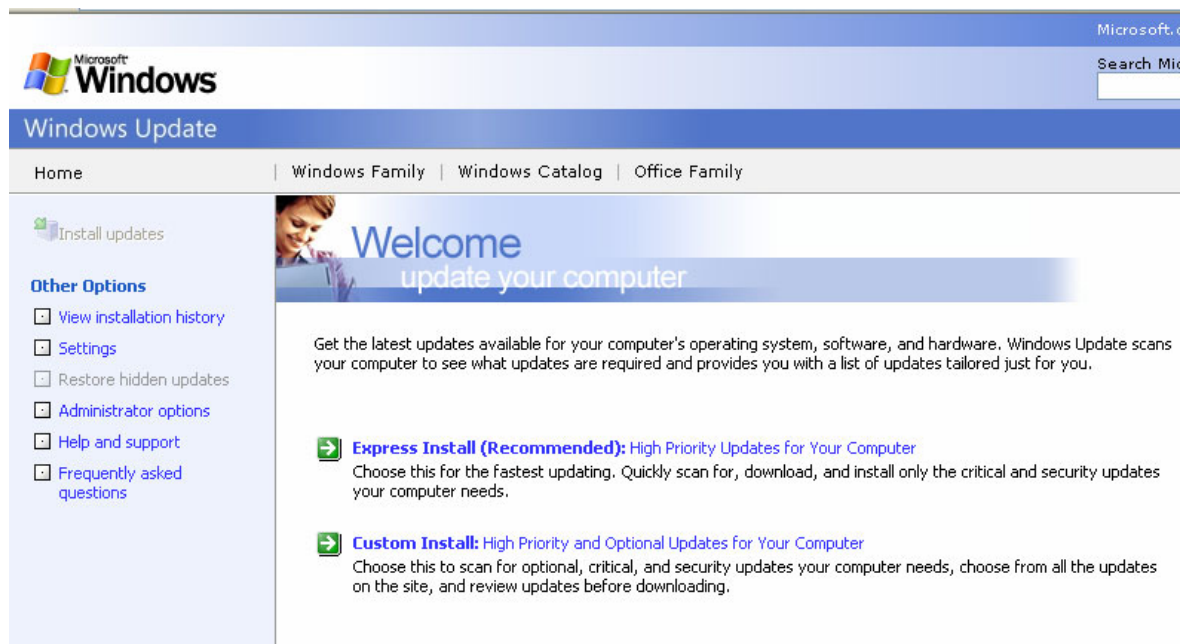 Microsoft.
Search
Microsoft
Windows
Windows Update
Home | Windows Family | Windows Catalog | Office Family
Install updates
Other Options
View installation history
Settings
Restore hidden updates
Administrator options
Help and support
Frequently asked
questions
Welcome
update your computer
Get the latest updates available for your computer's operating system, software, and hardware. Windows Update scans
your computer to see what updates are required and provides you with a list of updates tailored just for you.
Express Install (Recommended): High Priority Updates for Your Computer
Choose this for the fastest updating. Quickly scan for, download, and install only the critical and security updates
your computer needs.
Custom Install: High Priority and Optional Updates for Your Computer
Choose this to scan for optional, critical, and security updates your computer needs, choose from all the updates
on the site, and review updates before downloading.